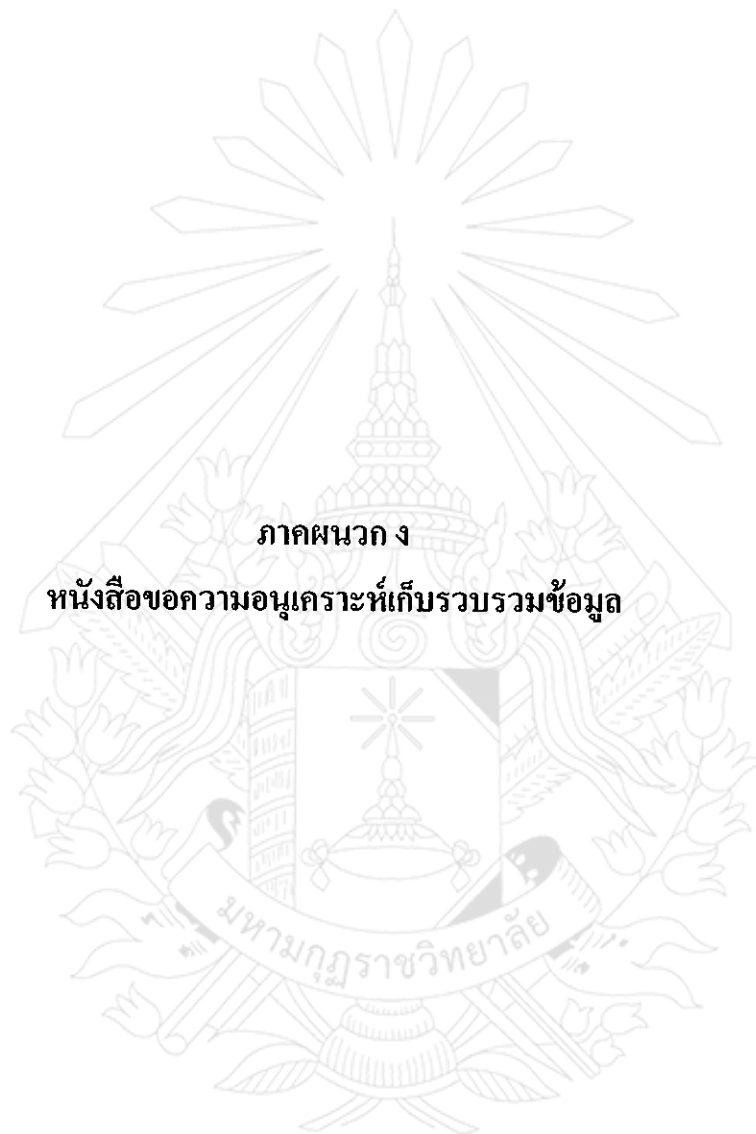 ภาคผนวก ง
หนังสือขอความอนุเคราะห์เก็บรวบรวมข้อมูล
มหามกุฏราชวิทยาลัย